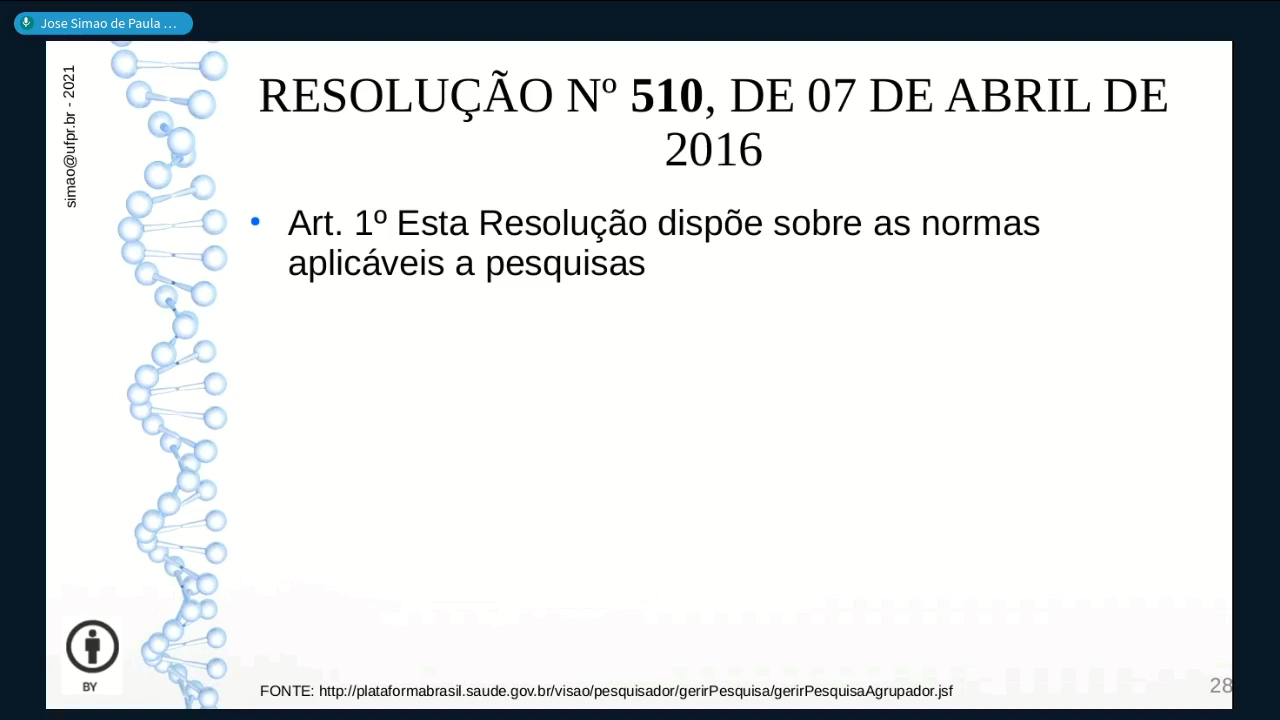 Jose Simao de Paula ...
simao@ufpr.br - 2021
RESOLUÇÃO Nº 510, DE 07 DE ABRIL DE
2016
• Art. 1º Esta Resolução dispõe sobre as normas
aplicáveis a pesquisas
BY
FONTE: http://plataformabrasil.saude.gov.br/visao/pesquisador/gerirPesquisa/gerirPesquisaAgrupador.jsf
28